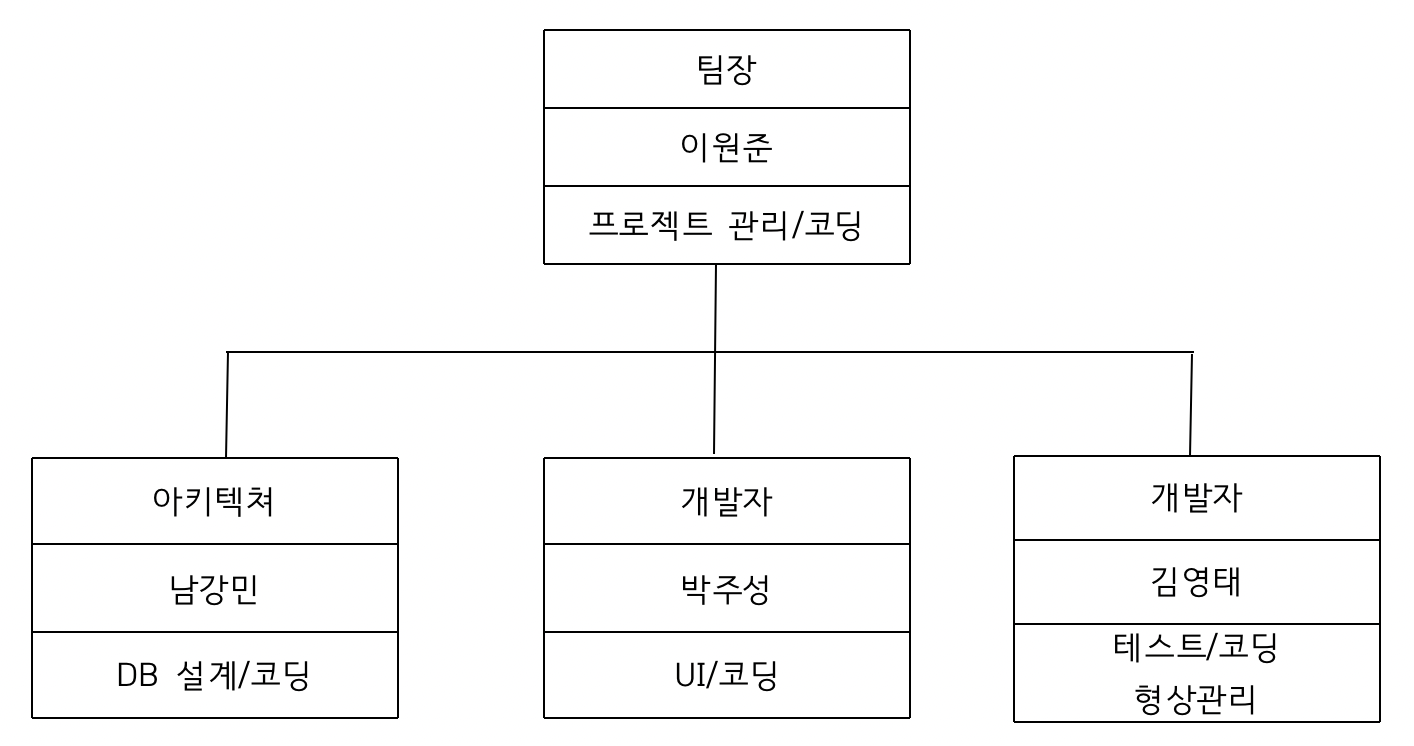 팀장
이원준
프로젝트 관리/코딩
아키텍쳐
남강민
DB 설계/코딩
개발자
박주성
UI/코딩
개발자
김영태
테스트/코딩
형상관리